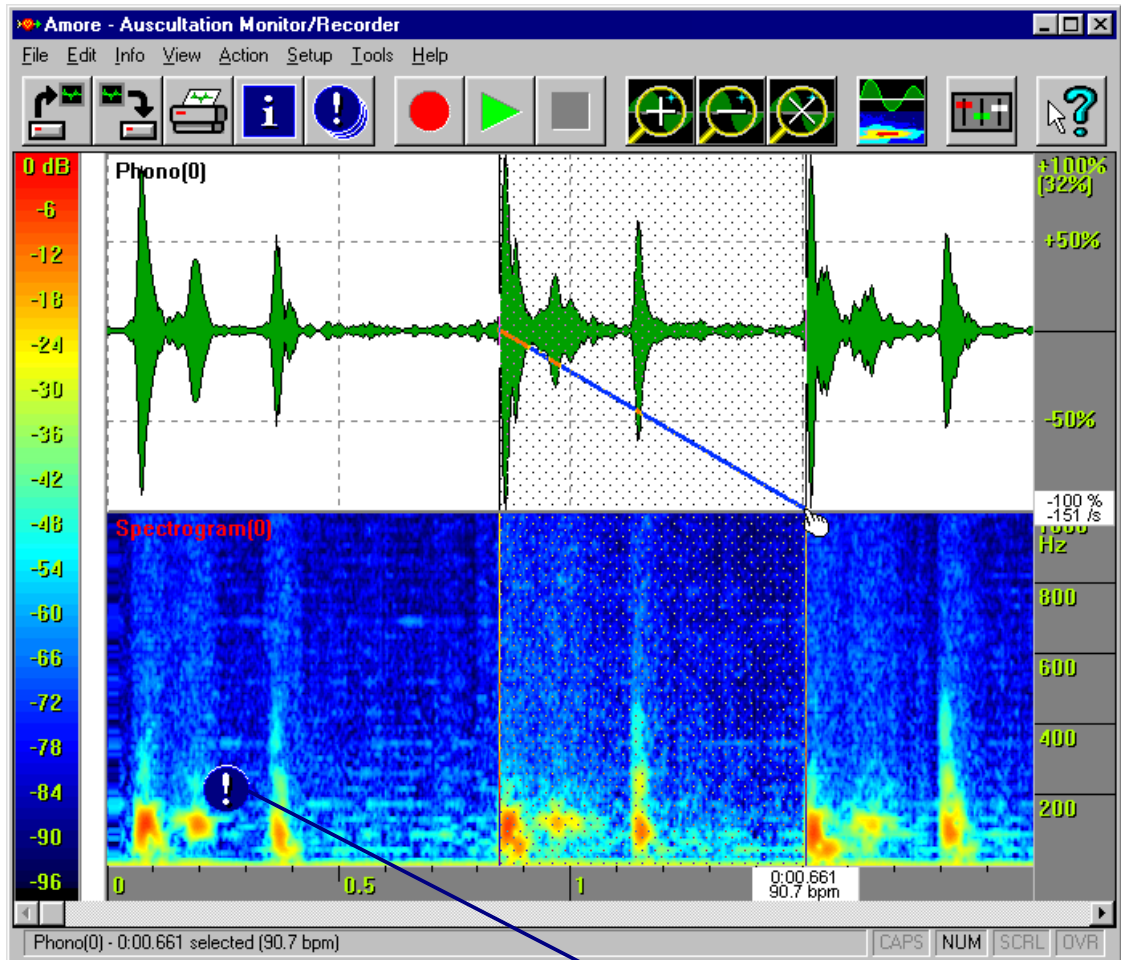 Amore - Auscultation Monitor/Recorder
File Edit Info View Action Setup Tools Help
0 dB
-6
-12
-18
-24
-30
-36
-42
-48
-54
-60
-66
-72
-78
-84
-90
-96
Phono(0)
+100%
(32%)
+50%
-50%
-100 %
-151 /s
Spectrogram(0)
Hz
800
600
400
200
0 0.5 1
0:00.661
90.7 bpm
Phono(0) - 0:00.661 selected (90.7 bpm) CAPS NUM SCRL OVR